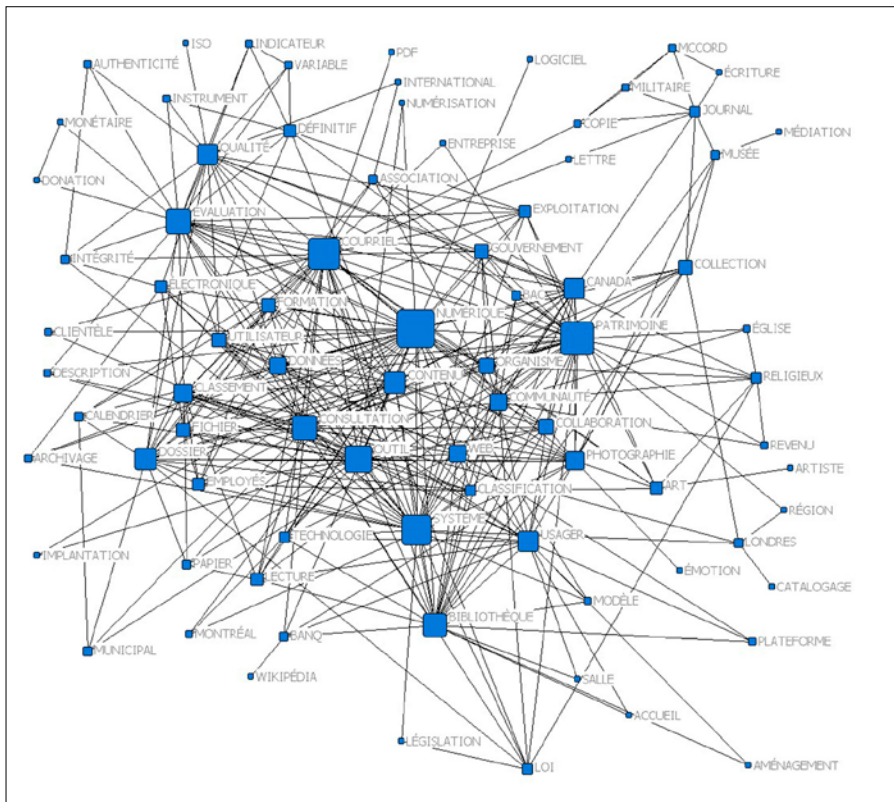 ISO
INDICATEUR
MCCORD
PDF
LOGICIEL
AUTHENTICITÉ
VARIABLE
ÉCRITURE
INTERNATIONAL
MILITAIRE
INSTRUMENT
NUMÉRISATION
JOURNAL
MONÉTAIRE
DÉFINITIF
COPIE
MÉDIATION
ENTREPRISE
QUALITÉ
LETTRE
MUSÉE
DONATION
ASSOCIATION
ÉVALUATION
EXPLOITATION
COURRIEL
GOUVERNEMENT
INTÉGRITÉ
COLLECTION
ÉLECTRONIQUE
CANADA
BAC
FORMATION
NUMÉRIQUE
PATRIMOINE
ÉGLISE
CLIENTÈLE
UTILISATEUR
DONNÉES
ORGANISME
DESCRIPTION
CONTENU
RELIGIEUX
CLASSEMENT
COMMUNAUTÉ
CALENDRIER
FICHIER
CONSULTATION
COLLABORATION
REVENU
ARCHIVAGE
DOSSIER
OUTIL
WEB
PHOTOGRAPHIE
ARTISTE
EMPLOYÉS
CLASSIFICATION
ART
RÉGION
SYSTÈME
TECHNOLOGIE
USAGER
LONDRES
IMPLANTATION
PAPIER
LECTURE
ÉMOTION
CATALOGAGE
MODÈLE
BIBLIOTHÈQUE
MONTRÉAL
BANQ
PLATEFORME
MUNICIPAL
WIKIPÉDIA
SALLE
ACCUEIL
LÉGISLATION
LOI
AMÉNAGEMENT